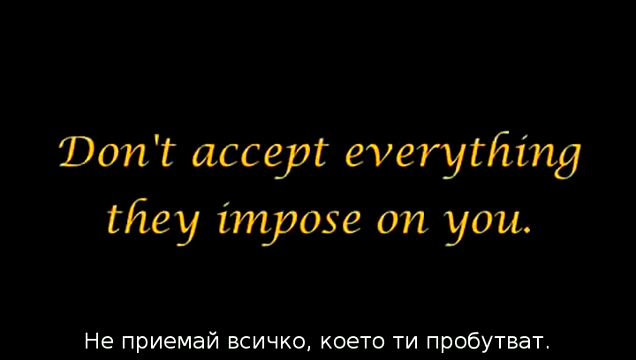 Don't accept everything
they impose on you.
Не приемай всичко, което ти пробутват.